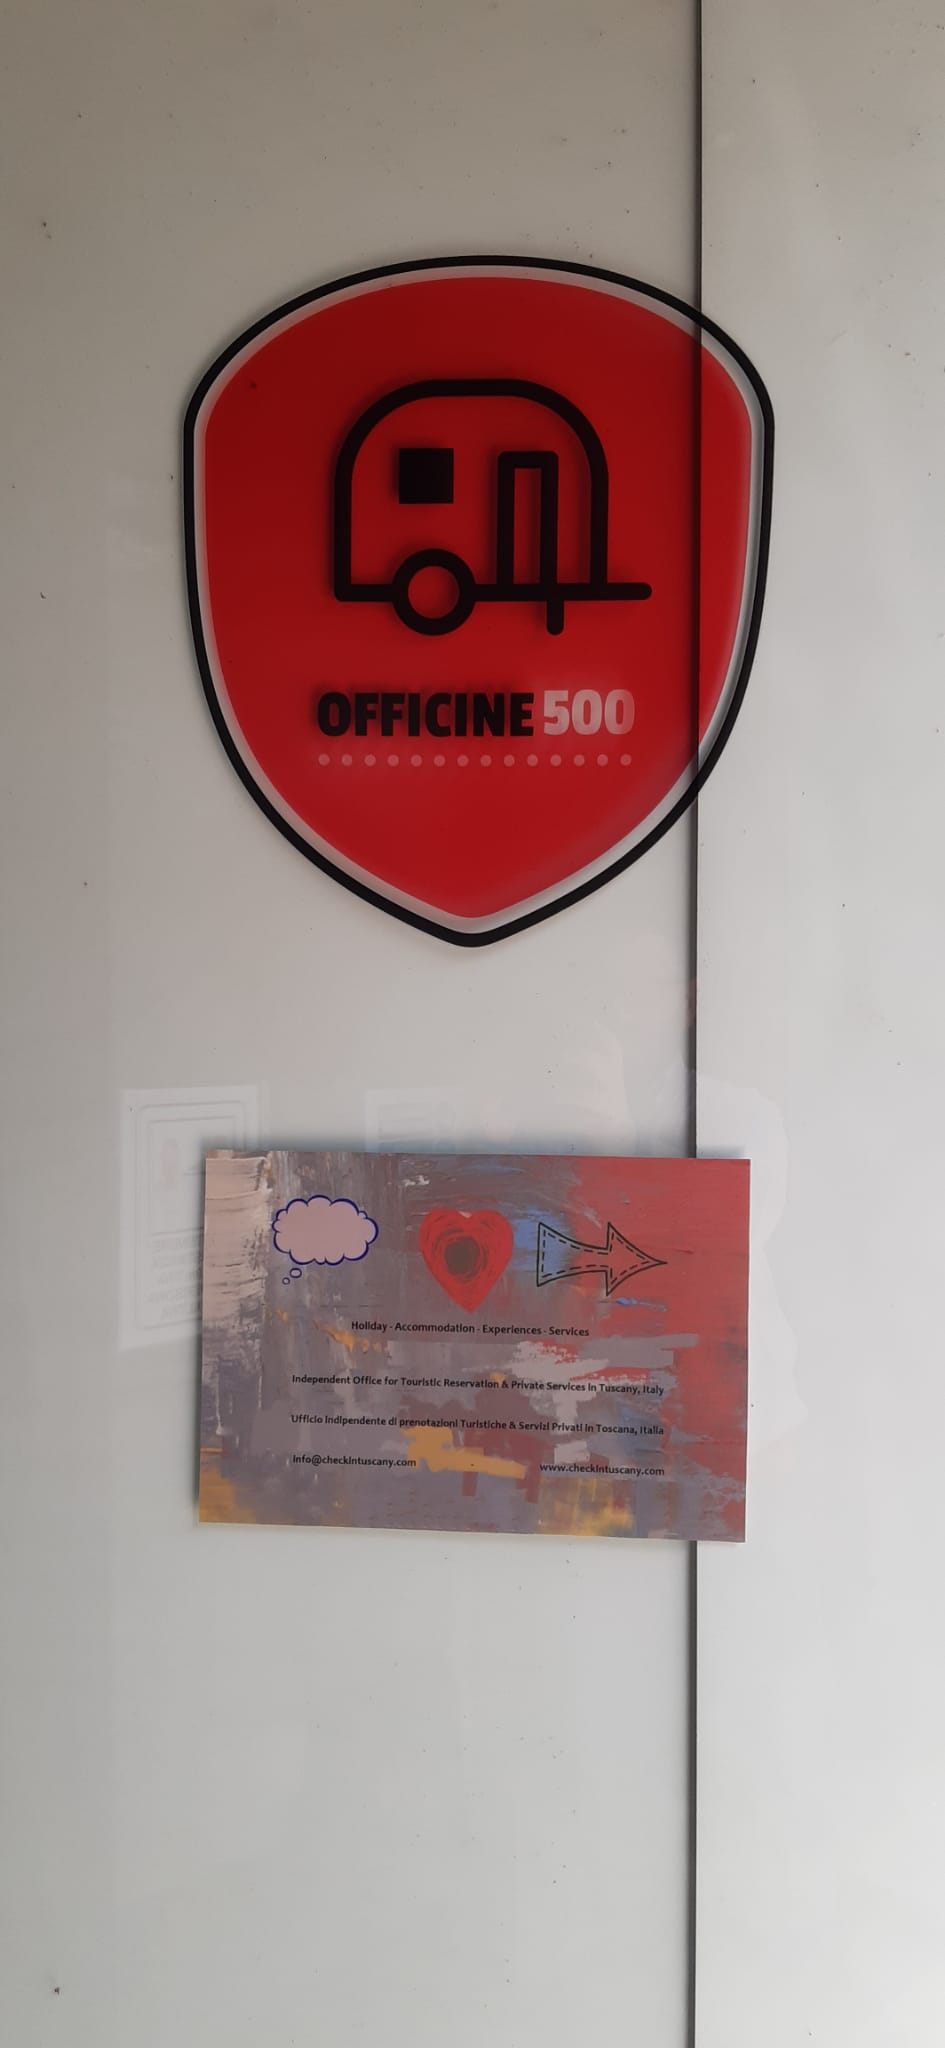 OFFICINE 500
Holiday - Accommodation - Experiences - Services
Independent Office for Touristic Reservation & Private Services in Tuscany, Italy
Ufficio Indipendente di prenotazioni Turistiche & Servizi Privati in Toscana, Italia
info@checkintuscany.com www.checkintuscany.com